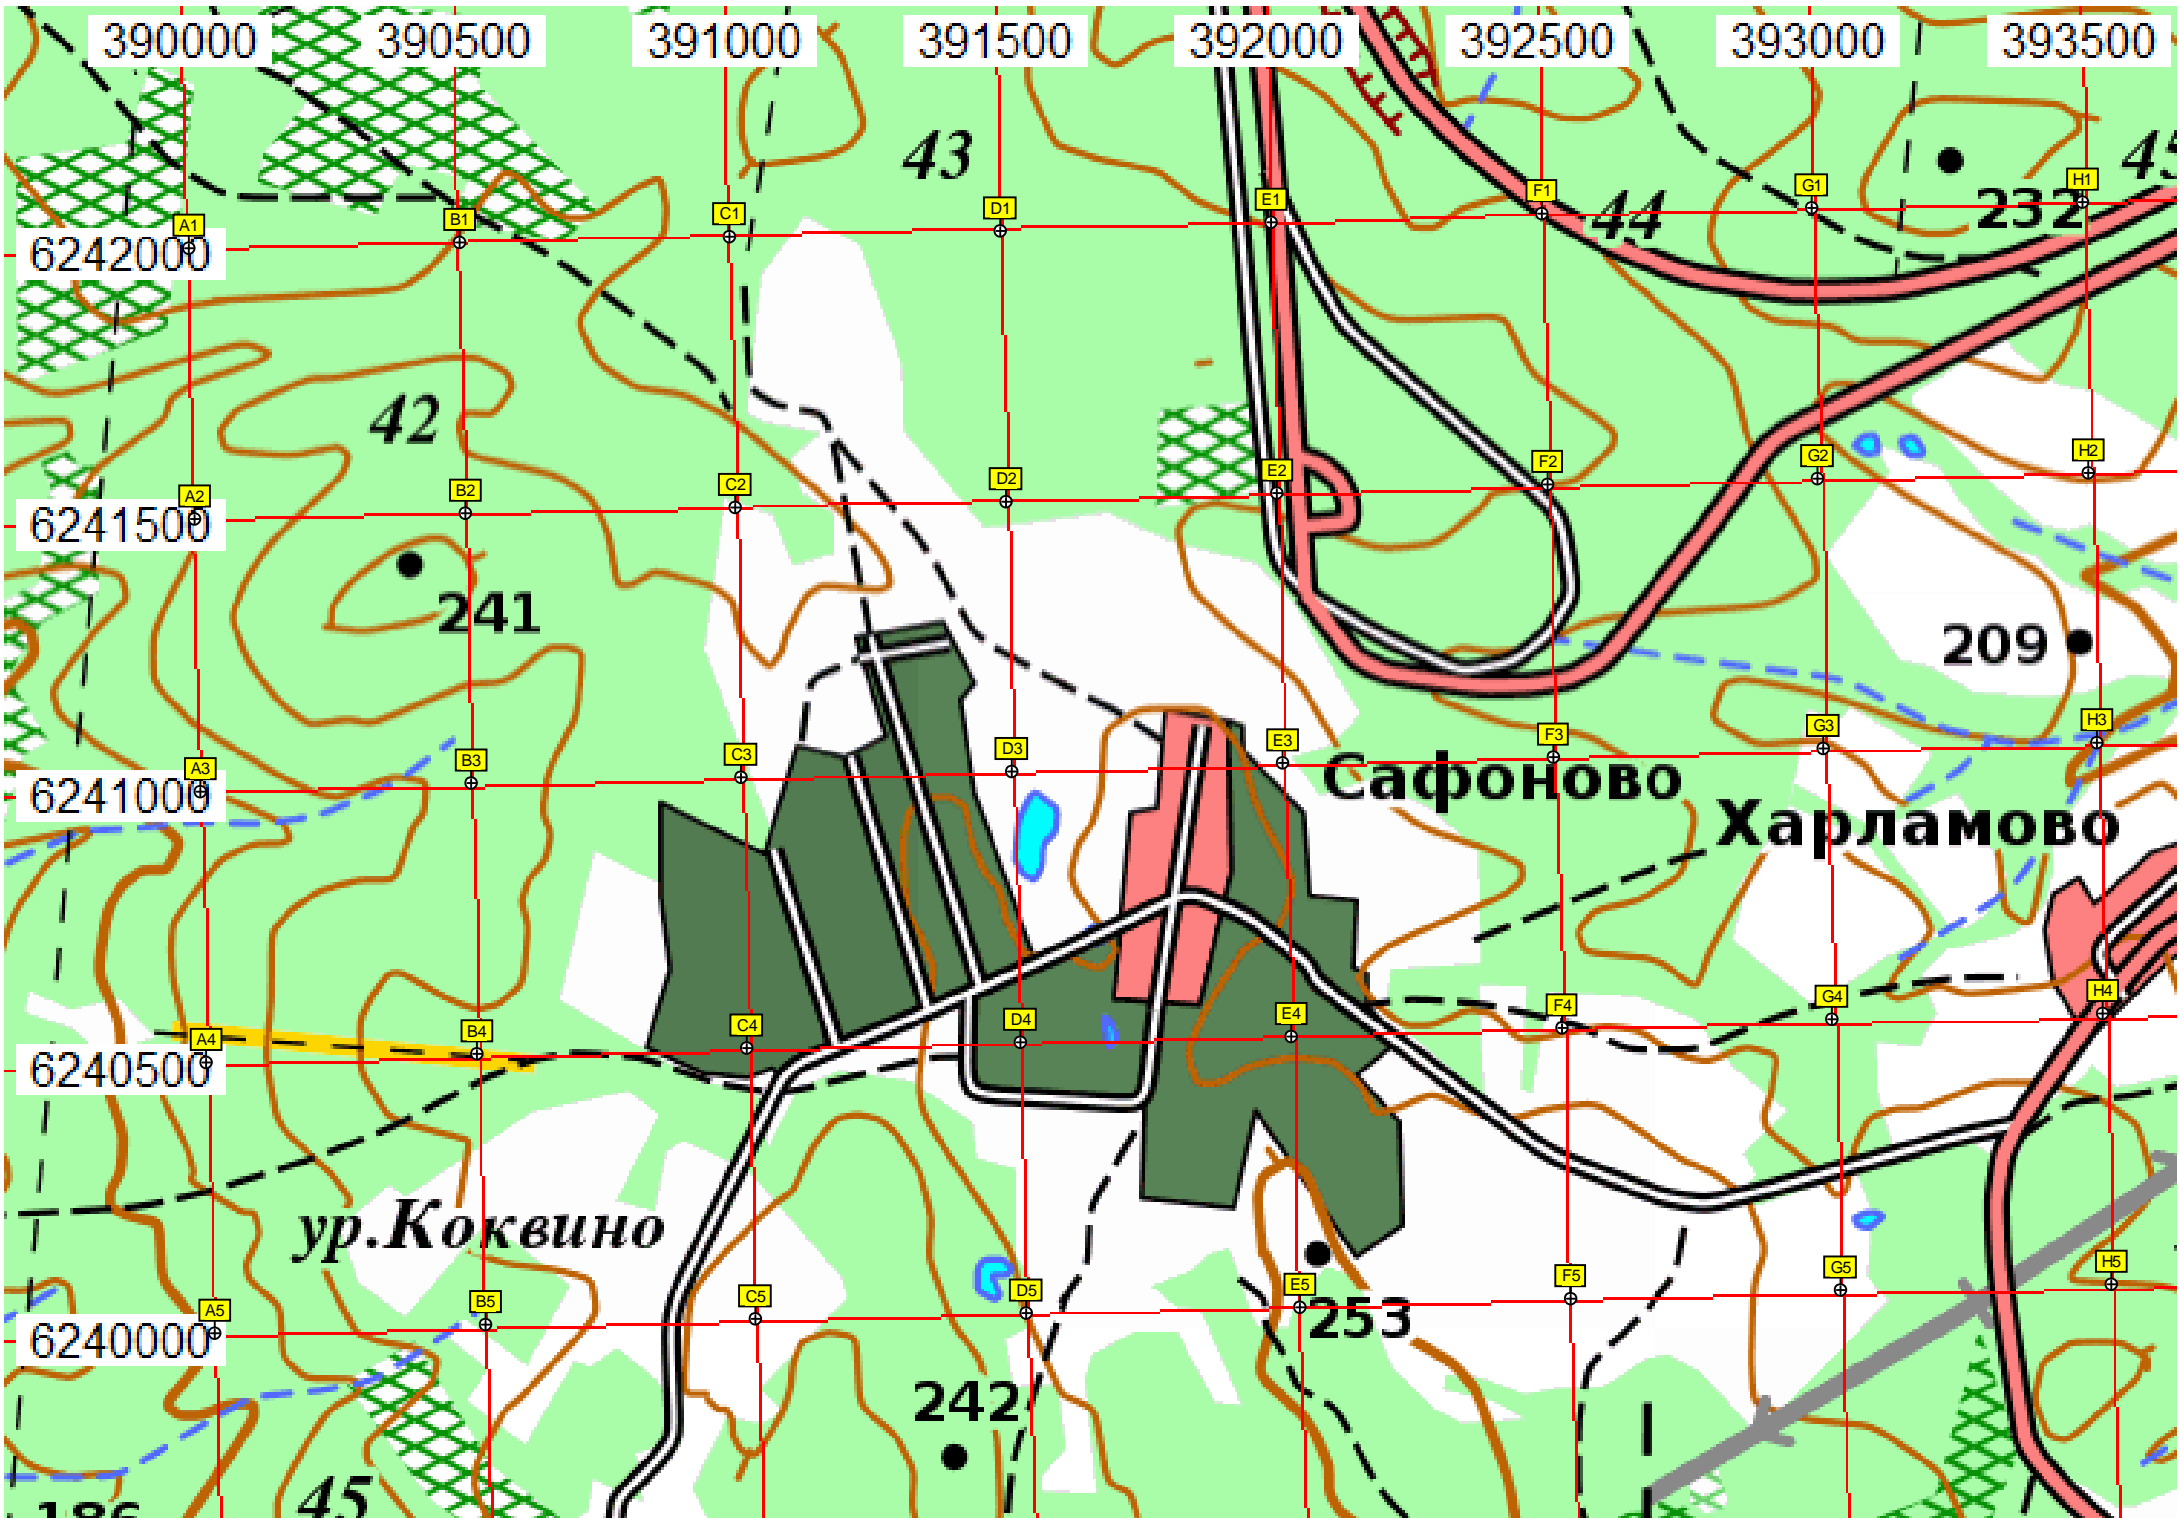 390000 390500 391000 391500 392000 392500 393000 393500
43
45
44
232
A1 B1 C1 D1 E1 F1 G1 H1
6242000
42
A2 B2 C2 D2 E2 F2 G2 H2
6241500
241
209
A3 B3 C3 D3 E3 F3 G3 H3
6241000
Сафоново
Харламово
A4 B4 C4 D4 E4 F4 G4 H4
6240500
ур.Коквино
A5 B5 C5 D5 E5 F5 G5 H5
6240000
253
242
45
186